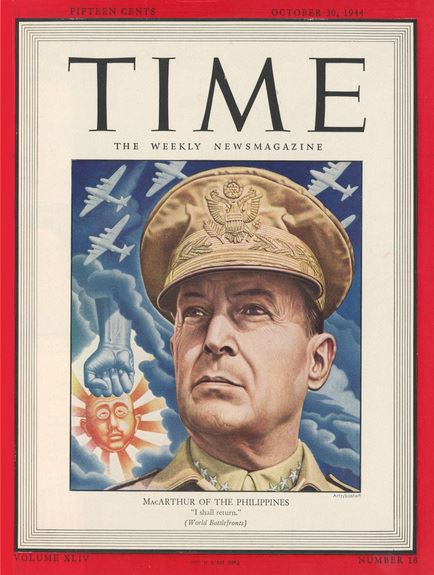 FIFTEEN CENTS OCTOBER 30, 1944
TIME
THE WEEKLY NEWSMAGAZINE
Artzybasheff
MacARTHUR OF THE PHILIPPINES
"I shall return."
(World Battlefronts)
VOLUME XLIV NUMBER 18